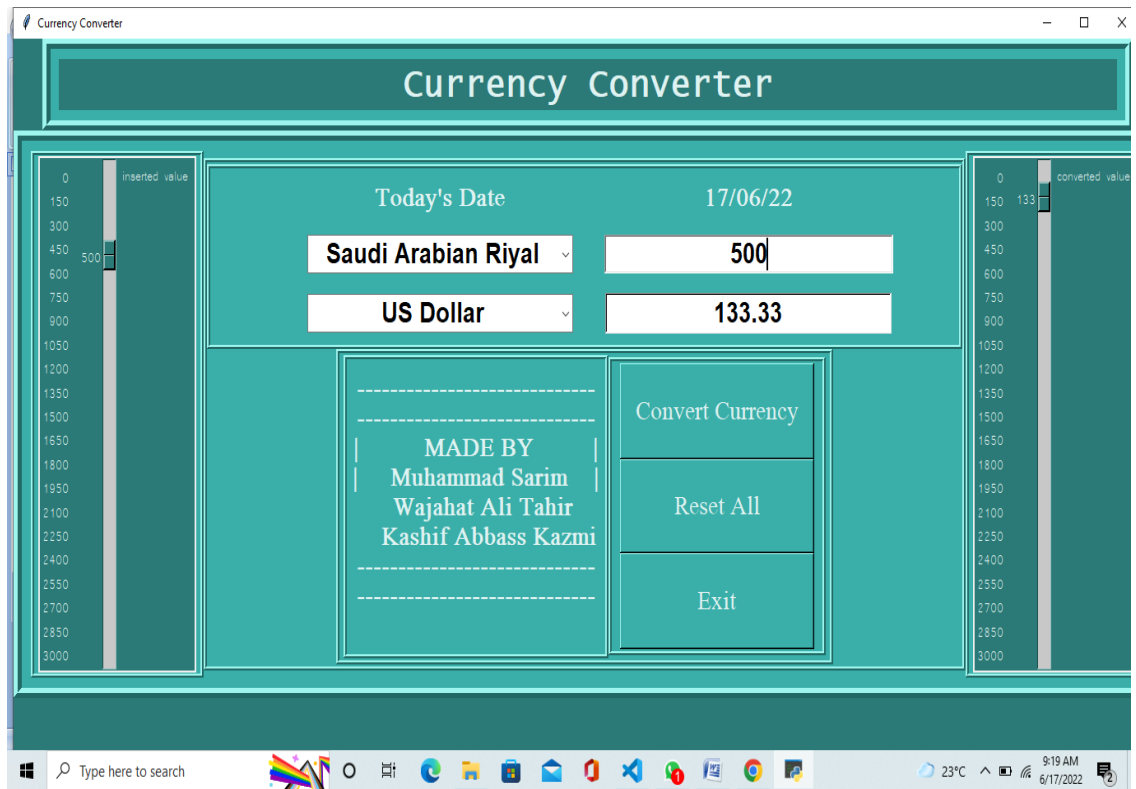 Currency Converter
Currency Converter
inserted value
0
150
300
450
500
600
750
900
1050
1200
1350
1500
1650
1800
1950
2100
2250
2400
2550
2700
2850
3000
Today's Date 17/06/22
Saudi Arabian Riyal 500
US Dollar 133.33
-----------------------------
-----------------------------
| MADE BY |
| Muhammad Sarim |
Wajahat Ali Tahir
Kashif Abbass Kazmi
-----------------------------
-----------------------------
Convert Currency
Reset All
Exit
converted value
0
150 133
300
450
600
750
900
1050
1200
1350
1500
1650
1800
1950
2100
2250
2400
2550
2700
2850
3000
Type here to search
23°C
9:19 AM
6/17/2022
2